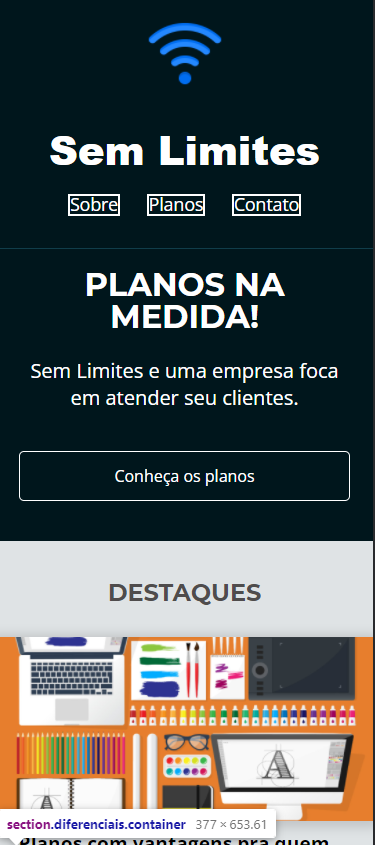 Sem Limites
Sobre Planos Contato
PLANOS NA
MEDIDA!
Sem Limites e uma empresa foca
em atender seu clientes.
Conheça os planos
DESTAQUES
A
section.diferenciais.container 377 × 653.61
Planos com vantagens pra quem